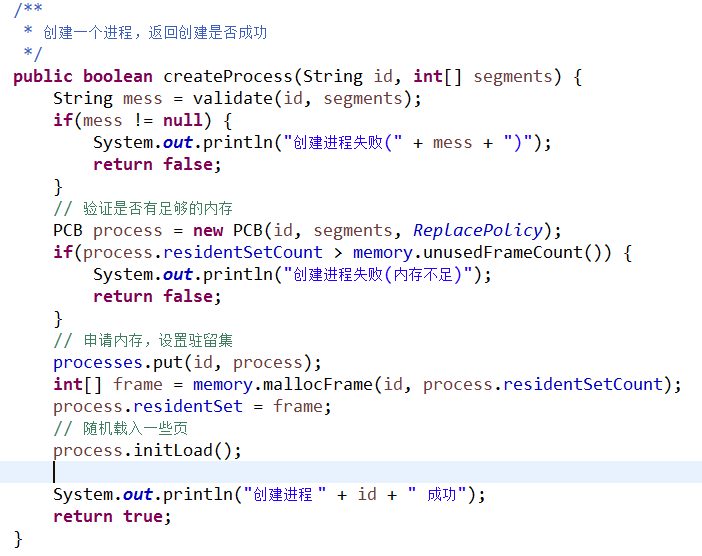 /**
 * 创建一个进程，返回创建是否成功
 */
public boolean createProcess(String id, int[] segments) {
    String mess = validate(id, segments);
    if(mess != null) {
        System.out.println("创建进程失败(" + mess + ")");
        return false;
    }
    // 验证是否有足够的内存
    PCB process = new PCB(id, segments, ReplacePolicy);
    if(process.residentSetCount > memory.unusedFrameCount()) {
        System.out.println("创建进程失败(内存不足)");
        return false;
    }
    // 申请内存，设置驻留集
    processes.put(id, process);
    int[] frame = memory.mallocFrame(id, process.residentSetCount);
    process.residentSet = frame;
    // 随机载入一些页
    process.initLoad();

    System.out.println("创建进程 " + id + " 成功");
    return true;
}